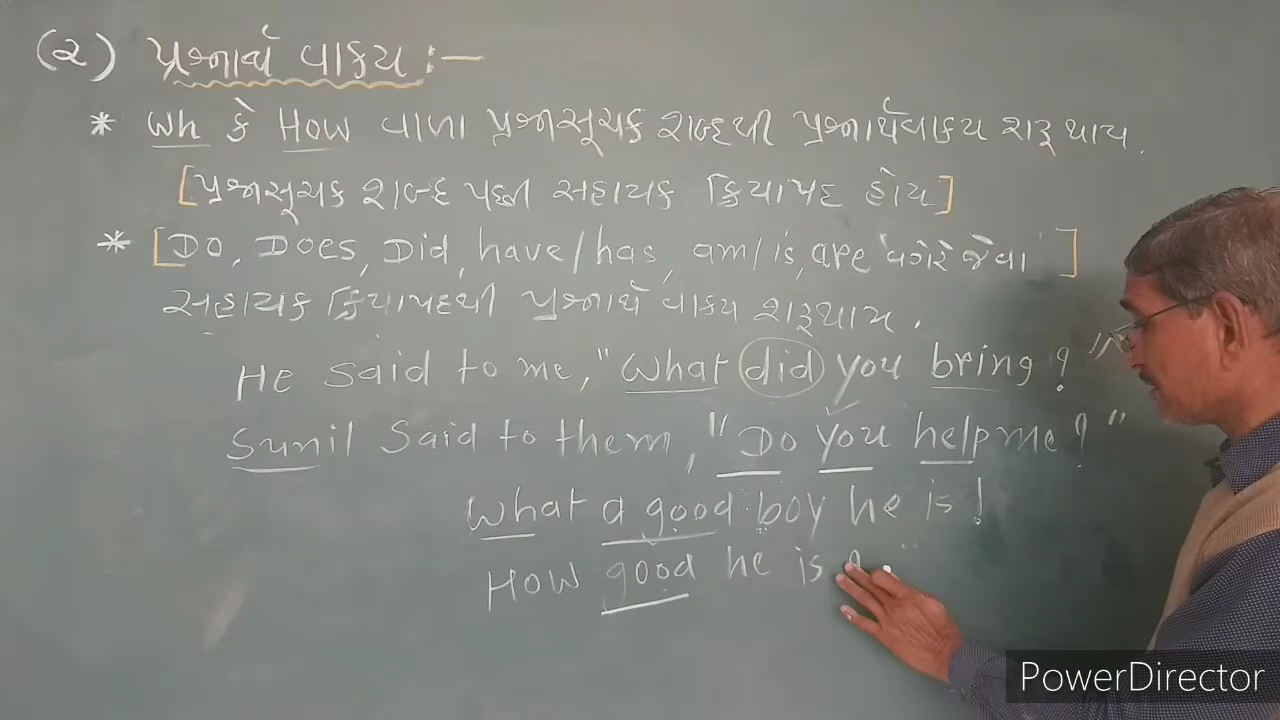 (૨) પ્રશ્નાર્થ વાક્ય :-
* Wh કે How વાળા પ્રશ્નસૂચક શબ્દથી પ્રશ્નાર્થવાક્ય શરૂ થાય.
[પ્રશ્નસૂચક શબ્દ પછી સહાયક ક્રિયાપદ હોય]
* [Do, Does, Did, have/has, am/is, are વગેરે જેવા]
સહાયક ક્રિયાપદથી પ્રશ્નાર્થ વાક્ય શરૂ થાય.
He said to me, "What did you bring?"
Sunil said to them, "Do you help me?"
What a good boy he is!
How good he is
PowerDirector